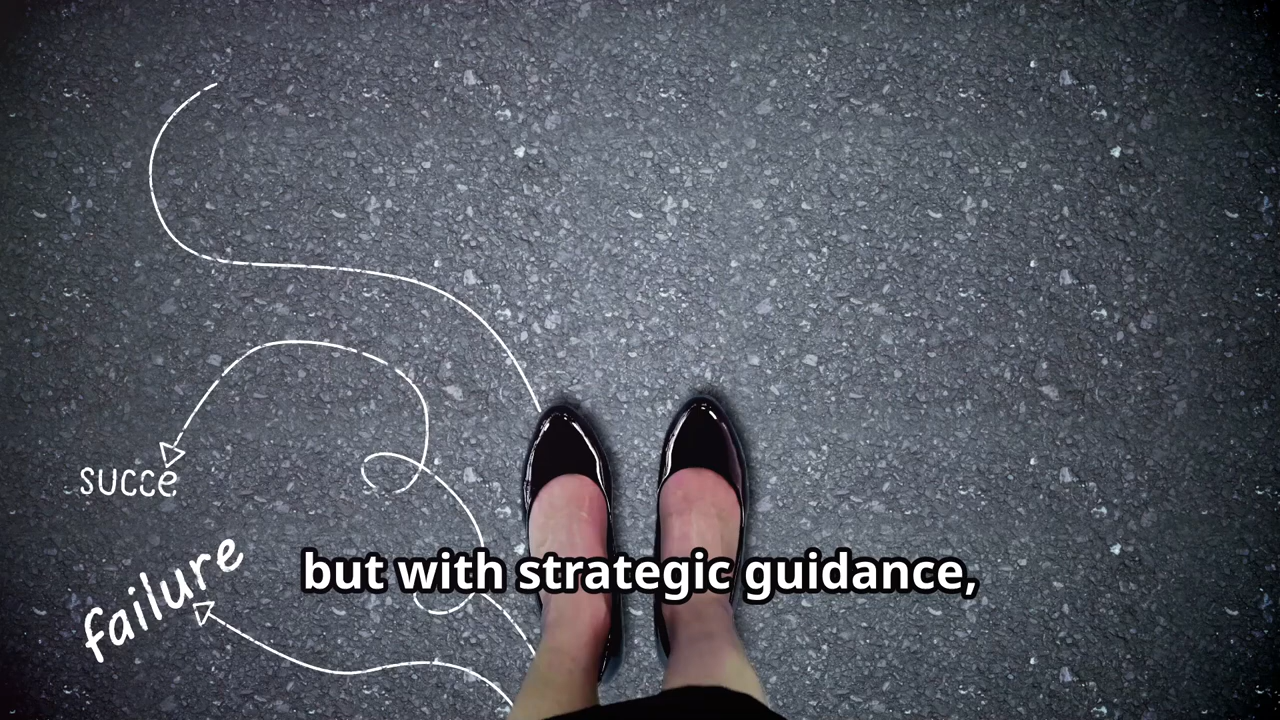 succe
failure
but with strategic guidance,